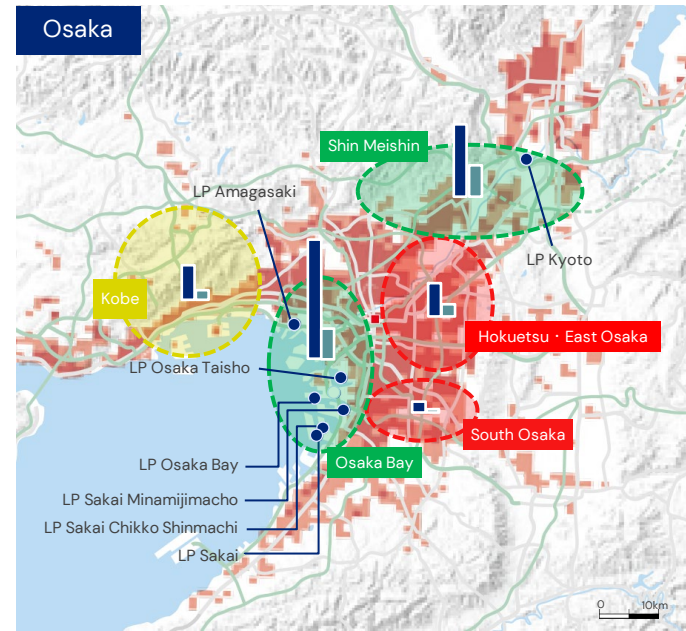 Osaka
Shin Meishin
LP Amagasaki
LP Kyoto
Kobe
Hokuetsu・East Osaka
LP Osaka Taisho
South Osaka
Osaka Bay
LP Osaka Bay
LP Sakai Minamijimacho
LP Sakai Chikko Shinmachi
LP Sakai
0 10km